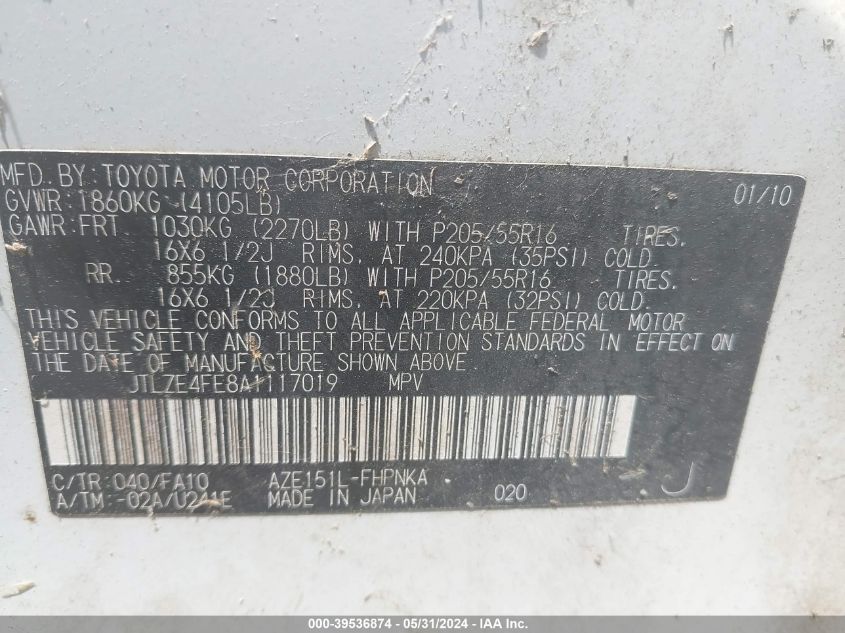 MFD. BY: TOYOTA MOTOR CORPORATION 01/10
GVWR: 1860KG (4105LB)
GAWR: FRT 1030KG (2270LB) WITH P205/55R16 TIRES,
16X6 1/2J RIMS, AT 240KPA (35PSI) COLD.
RR. 855KG (1880LB) WITH P205/55R16 TIRES,
16X6 1/2J RIMS, AT 220KPA (32PSI) COLD.
THIS VEHICLE CONFORMS TO ALL APPLICABLE FEDERAL MOTOR
VEHICLE SAFETY AND THEFT PREVENTION STANDARDS IN EFFECT ON
THE DATE OF MANUFACTURE SHOWN ABOVE.
JTLZE4FE8A1117019 MPV
C/TR: 040/FA10 AZE151L-FHPNKA
A/TM: -02A/U241E MADE IN JAPAN 020 J
000-39536874 - 05/31/2024 - IAA Inc.